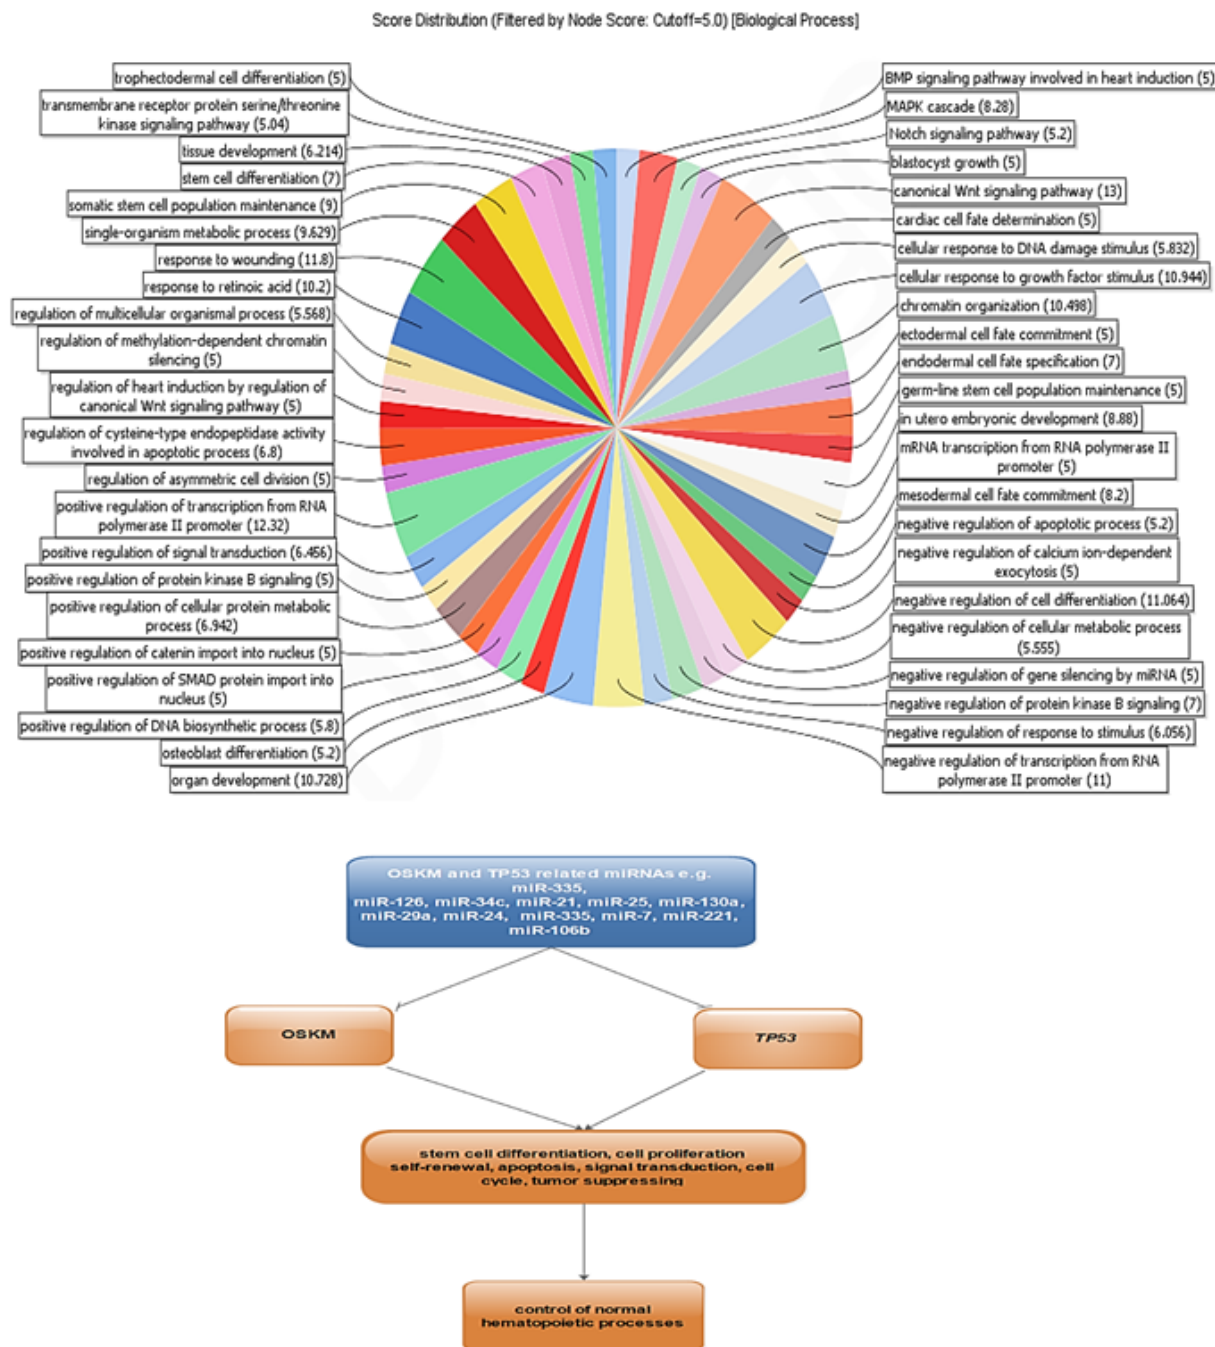 Score Distribution (Filtered by Node Score: Cutoff=5.0) [Biological Process]
trophectodermal cell differentiation (5)
transmembrane receptor protein serine/threonine
kinase signaling pathway (5.04)
tissue development (6.214)
stem cell differentiation (7)
somatic stem cell population maintenance (9)
single-organism metabolic process (9.629)
response to wounding (11.8)
response to retinoic acid (10.2)
regulation of multicellular organismal process (5.568)
regulation of methylation-dependent chromatin
silencing (5)
regulation of heart induction by regulation of
canonical Wnt signaling pathway (5)
regulation of cysteine-type endopeptidase activity
involved in apoptotic process (6.8)
regulation of asymmetric cell division (5)
positive regulation of transcription from RNA
polymerase II promoter (12.32)
positive regulation of signal transduction (6.456)
positive regulation of protein kinase B signaling (5)
positive regulation of cellular protein metabolic
process (6.942)
positive regulation of catenin import into nucleus (5)
positive regulation of SMAD protein import into
nucleus (5)
positive regulation of DNA biosynthetic process (5.8)
osteoblast differentiation (5.2)
organ development (10.728)
BMP signaling pathway involved in heart induction (5)
MAPK cascade (8.28)
Notch signaling pathway (5.2)
blastocyst growth (5)
canonical Wnt signaling pathway (13)
cardiac cell fate determination (5)
cellular response to DNA damage stimulus (5.832)
cellular response to growth factor stimulus (10.944)
chromatin organization (10.498)
ectodermal cell fate commitment (5)
endodermal cell fate specification (7)
germ-line stem cell population maintenance (5)
in utero embryonic development (8.88)
mRNA transcription from RNA polymerase II
promoter (5)
mesodermal cell fate commitment (8.2)
negative regulation of apoptotic process (5.2)
negative regulation of calcium ion-dependent
exocytosis (5)
negative regulation of cell differentiation (11.064)
negative regulation of cellular metabolic process
(5.555)
negative regulation of gene silencing by miRNA (5)
negative regulation of protein kinase B signaling (7)
negative regulation of response to stimulus (6.056)
negative regulation of transcription from RNA
polymerase II promoter (11)
OSKM and TP53 related miRNAs e.g.
miR-335,
miR-126, miR-34c, miR-21, miR-25, miR-130a,
miR-29a, miR-24, miR-335, miR-7, miR-221,
miR-106b
OSKM
TP53
stem cell differentiation, cell proliferation
self-renewal, apoptosis, signal transduction, cell
cycle, tumor suppressing
control of normal
hematopoietic processes